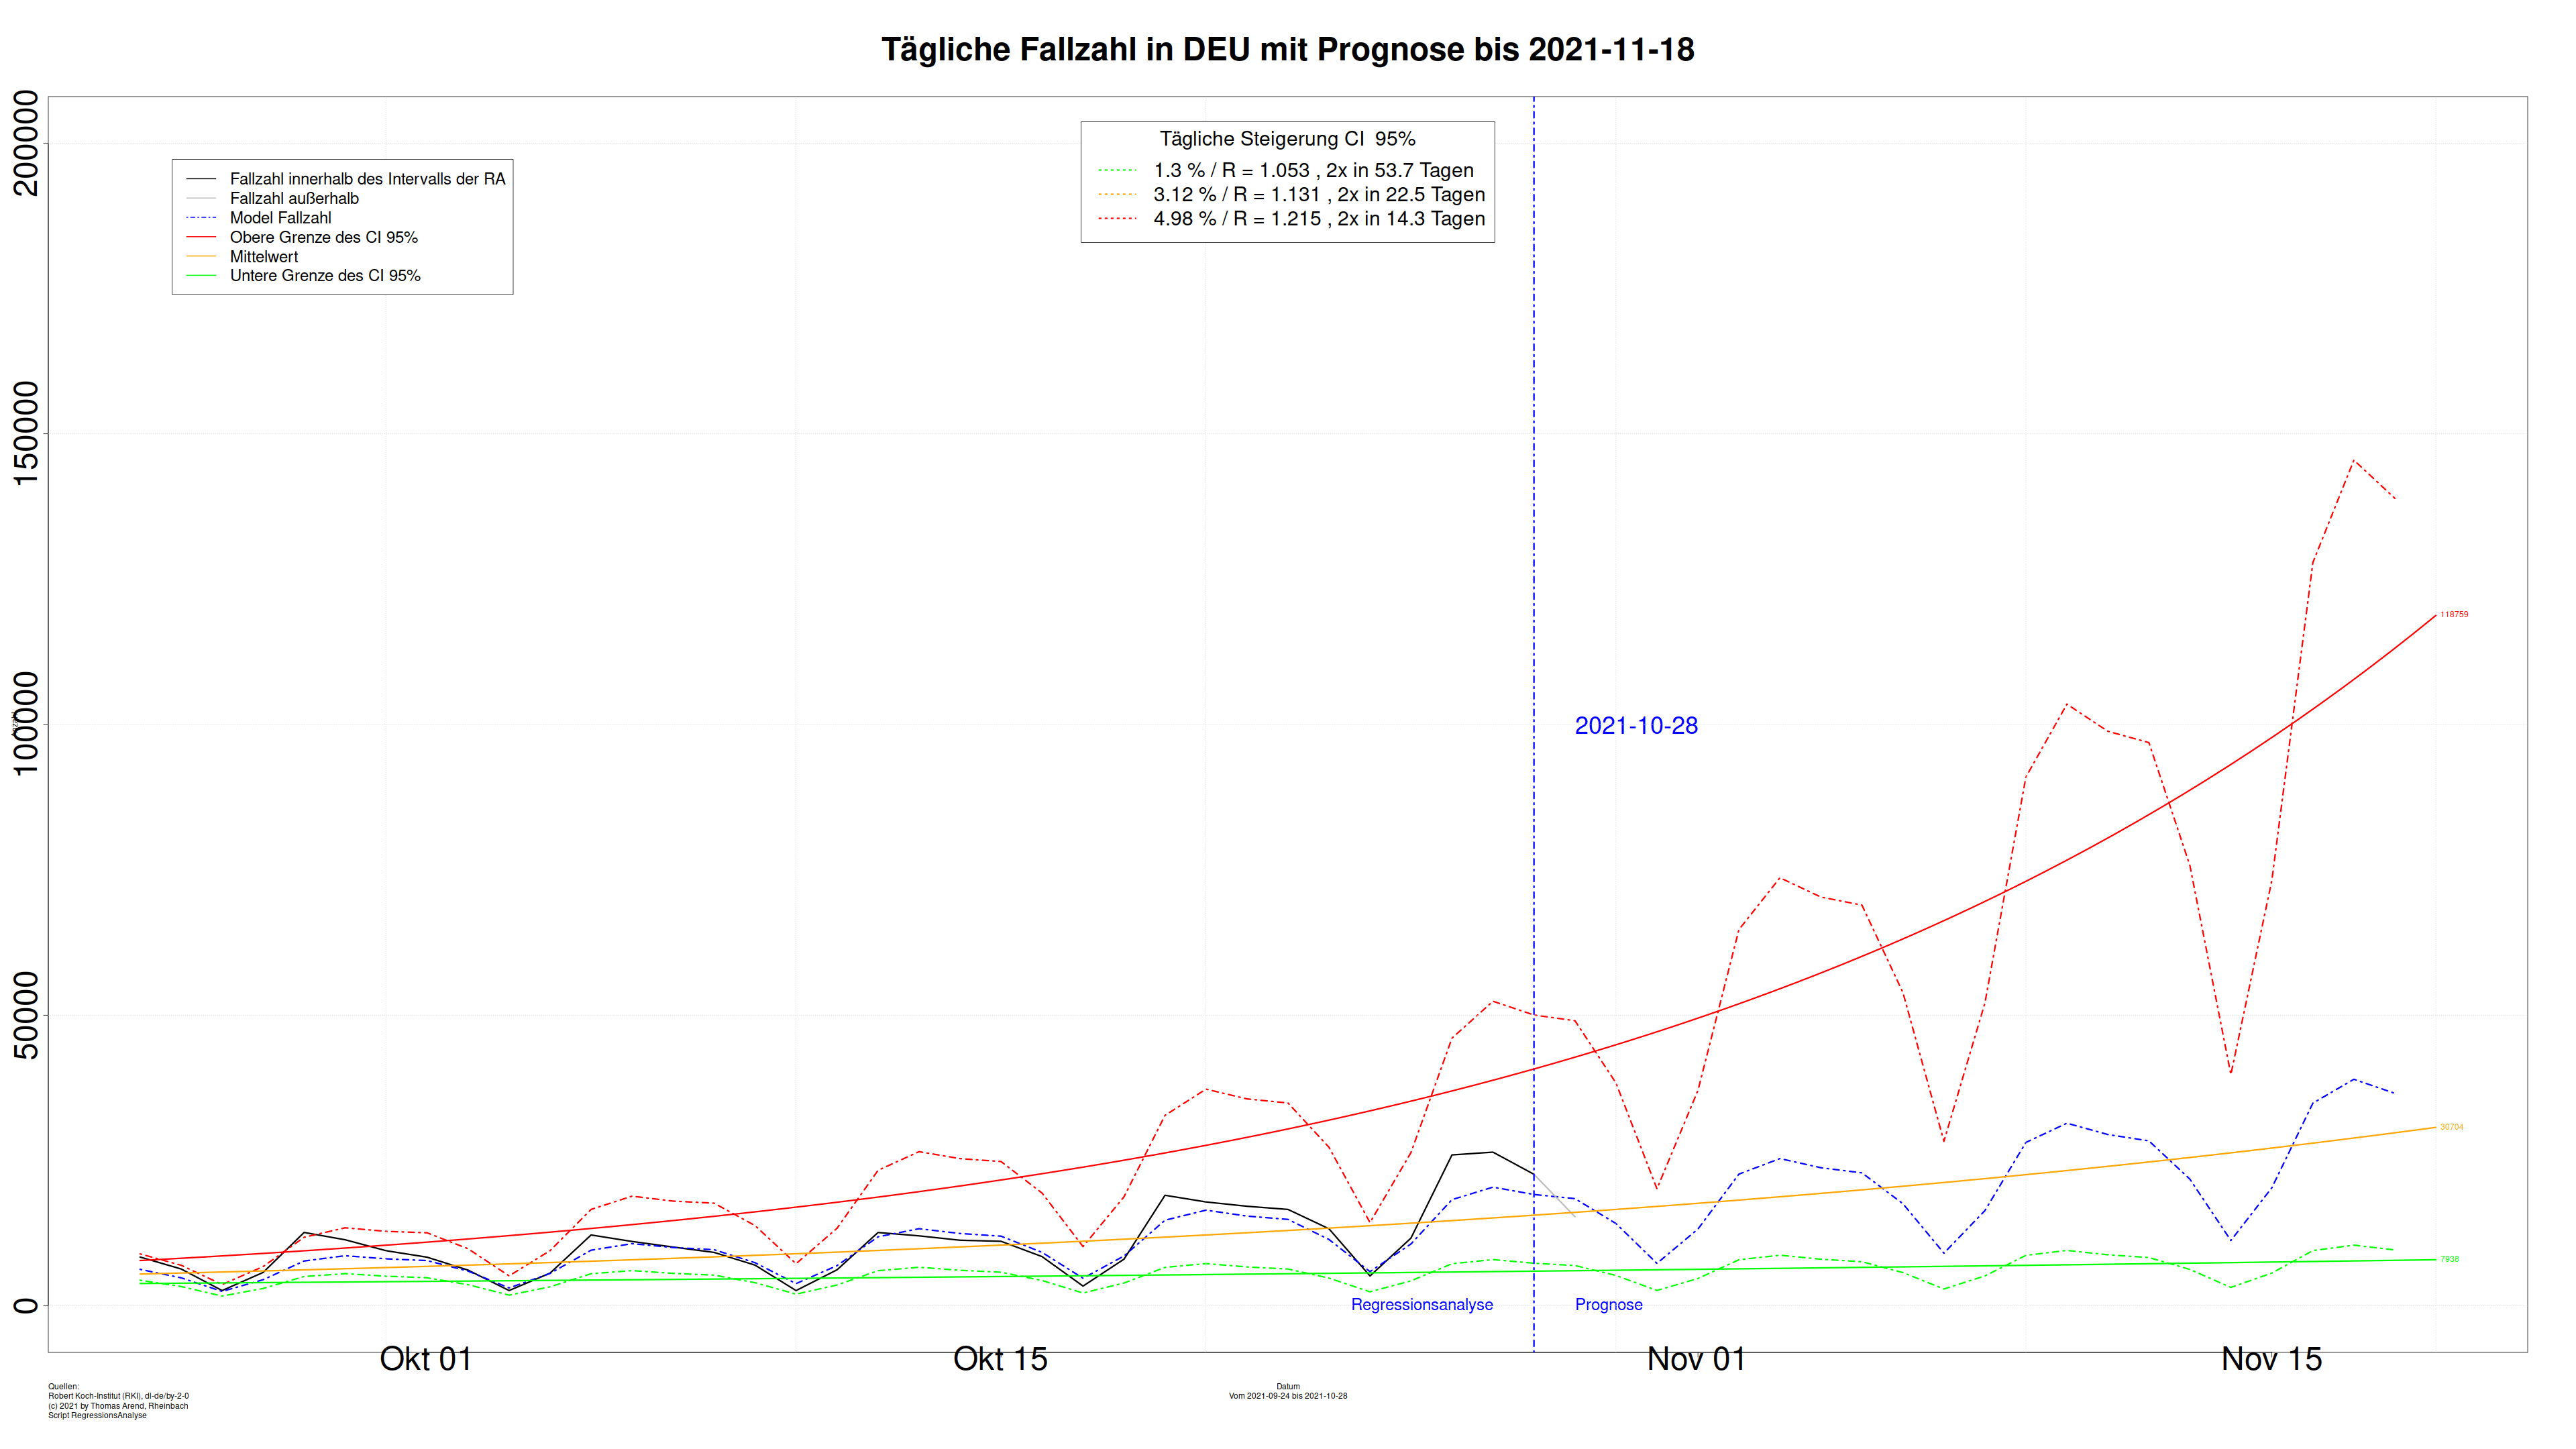 Tägliche Fallzahl in DEU mit Prognose bis 2021-11-18
200000
150000
100000
50000
0
Fallzahl innerhalb des Intervalls der RA
Fallzahl außerhalb
Model Fallzahl
Obere Grenze des CI 95%
Mittelwert
Untere Grenze des CI 95%
Tägliche Steigerung CI 95%
1.3 % / R = 1.053 , 2x in 53.7 Tagen
3.12 % / R = 1.131 , 2x in 22.5 Tagen
4.98 % / R = 1.215 , 2x in 14.3 Tagen
118759
2021-10-28
30704
7938
Regressionsanalyse
Prognose
Okt 01
Okt 15
Nov 01
Nov 15
Datum
Vom 2021-09-24 bis 2021-10-28
Quellen:
Robert Koch-Institut (RKI), dl-de/by-2-0
(c) 2021 by Thomas Arend, Rheinbach
Script RegressionsAnalyse